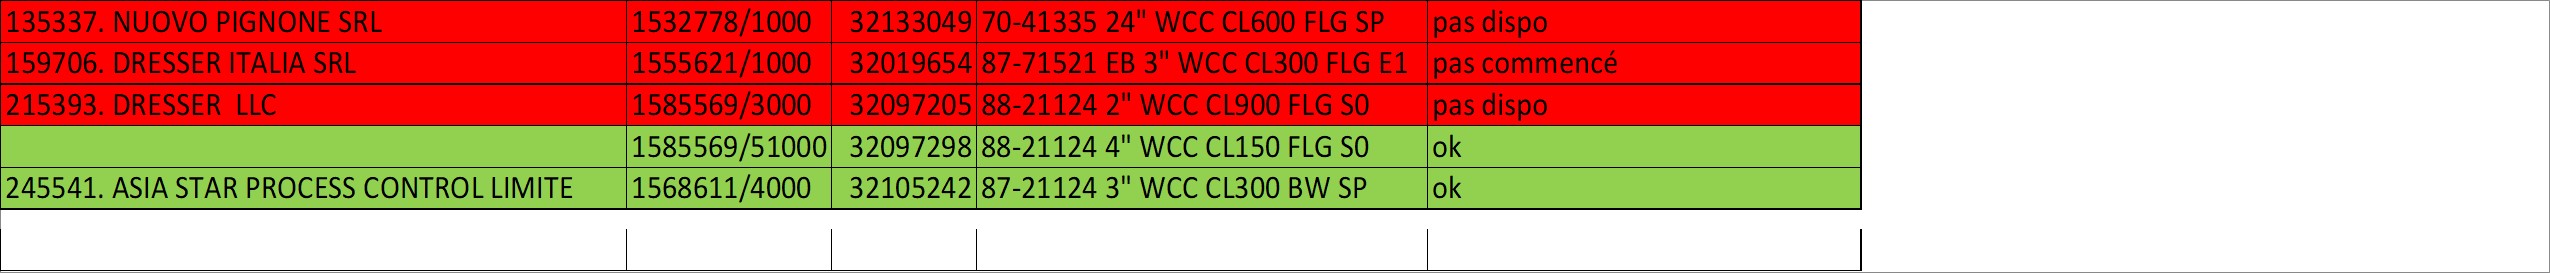 135337. NUOVO PIGNONE SRL 1532778/1000 32133049 70-41335 24" WCC CL600 FLG SP pas dispo
159706. DRESSER ITALIA SRL 1555621/1000 32019654 87-71521 EB 3" WCC CL300 FLG E1 pas commencé
215393. DRESSER  LLC 1585569/3000 32097205 88-21124 2" WCC CL900 FLG S0 pas dispo
1585569/51000 32097298 88-21124 4" WCC CL150 FLG S0 ok
245541. ASIA STAR PROCESS CONTROL LIMITE 1568611/4000 32105242 87-21124 3" WCC CL300 BW SP ok